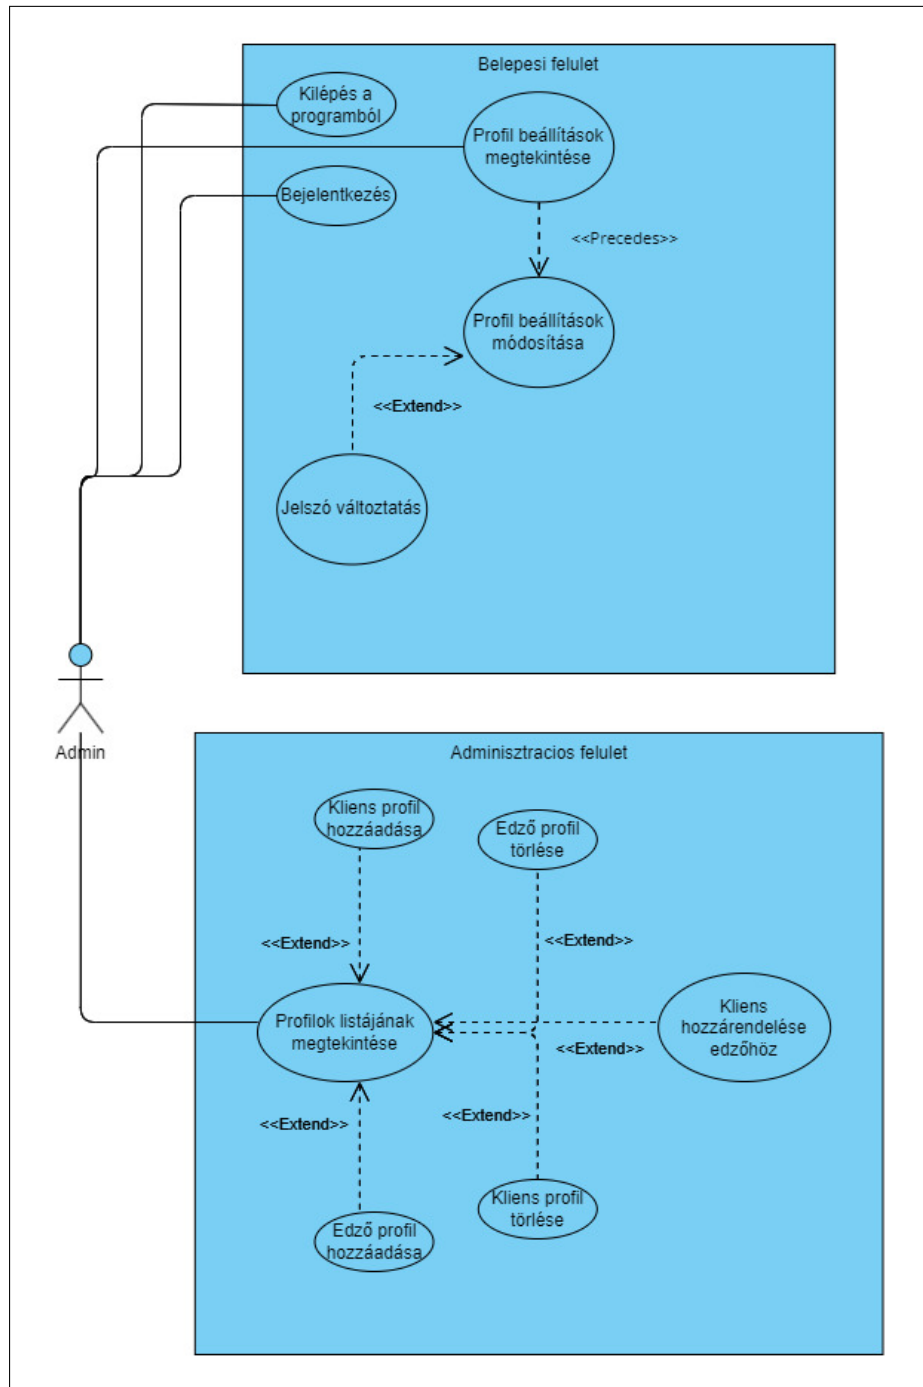 Belepesi felulet
Kilépés a
programból
Profil beállítások
megtekintése
Bejelentkezés
<<Precedes>>
Profil beállítások
módosítása
<<Extend>>
Jelszó változtatás
Admin
Adminisztracios felulet
Kliens profil
hozzáadása
Edző profil
törlése
<<Extend>>
<<Extend>>
Profilok listájának
megtekintése
Kliens
hozzárendelése
edzőhöz
<<Extend>>
<<Extend>>
<<Extend>>
Edző profil
hozzáadása
Kliens profil
törlése